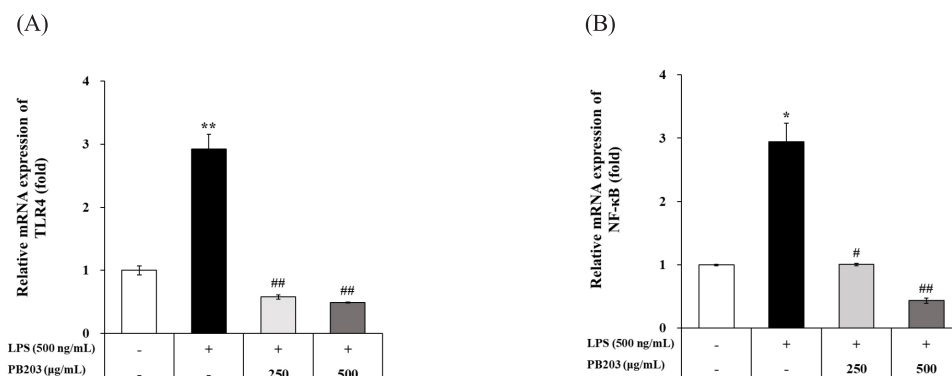 (A)
Relative mRNA expression of
TLR4 (fold)
4
3
2
1
0
**
##
##
LPS (500 ng/mL) - + + +
PB203 (μg/mL) - - 250 500
(B)
Relative mRNA expression of
NF-κB (fold)
4
3
2
1
0
*
#
##
LPS (500 ng/mL) - + + +
PB203 (μg/mL) - - 250 500